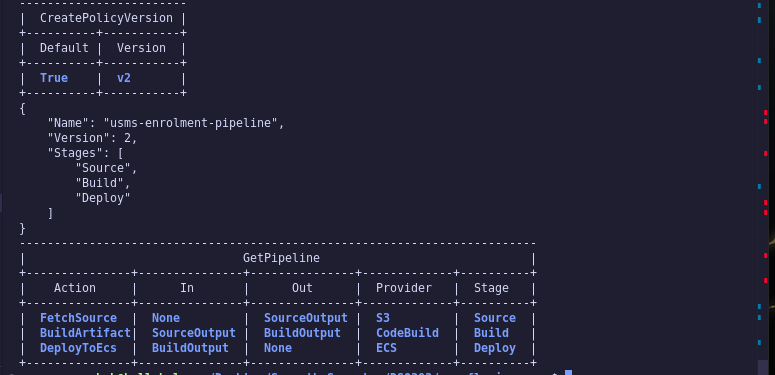 -----------------------
|  CreatePolicyVersion |
+----------+-----------+
|  Default |  Version  |
+----------+-----------+
|  True    |  v2       |
+----------+-----------+
{
    "Name": "usms-enrolment-pipeline",
    "Version": 2,
    "Stages": [
        "Source",
        "Build",
        "Deploy"
    ]
}
-------------------------------------------------------------------------
|                               GetPipeline                             |
+---------------+---------------+---------------+-------------+---------+
|    Action     |      In       |      Out      |  Provider   |  Stage  |
+---------------+---------------+---------------+-------------+---------+
|  FetchSource  |  None         |  SourceOutput |  S3         |  Source |
|  BuildArtifact|  SourceOutput |  BuildOutput  |  CodeBuild  |  Build  |
|  DeployToEcs  |  BuildOutput  |  None         |  ECS        |  Deploy |
+---------------+---------------+---------------+-------------+---------+